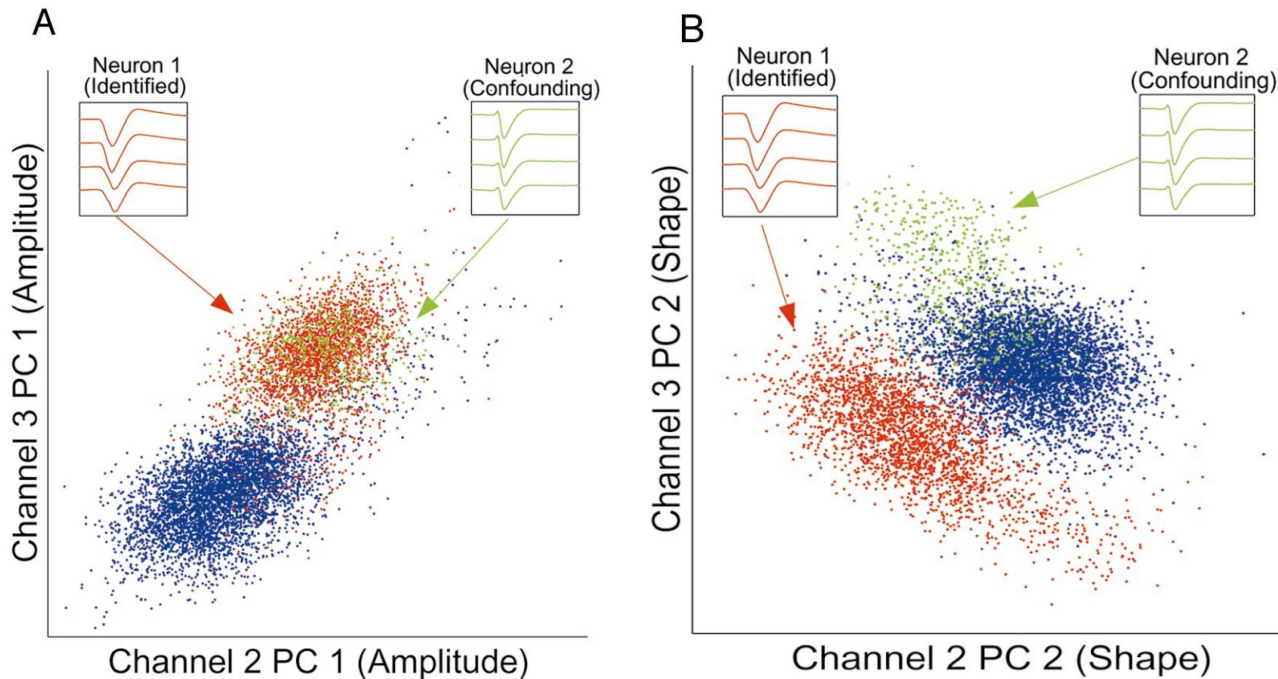 A
Neuron 1
(Identified)
Neuron 2
(Confounding)
Channel 3 PC 1 (Amplitude)
Channel 2 PC 1 (Amplitude)
B
Neuron 1
(Identified)
Neuron 2
(Confounding)
Channel 3 PC 2 (Shape)
Channel 2 PC 2 (Shape)